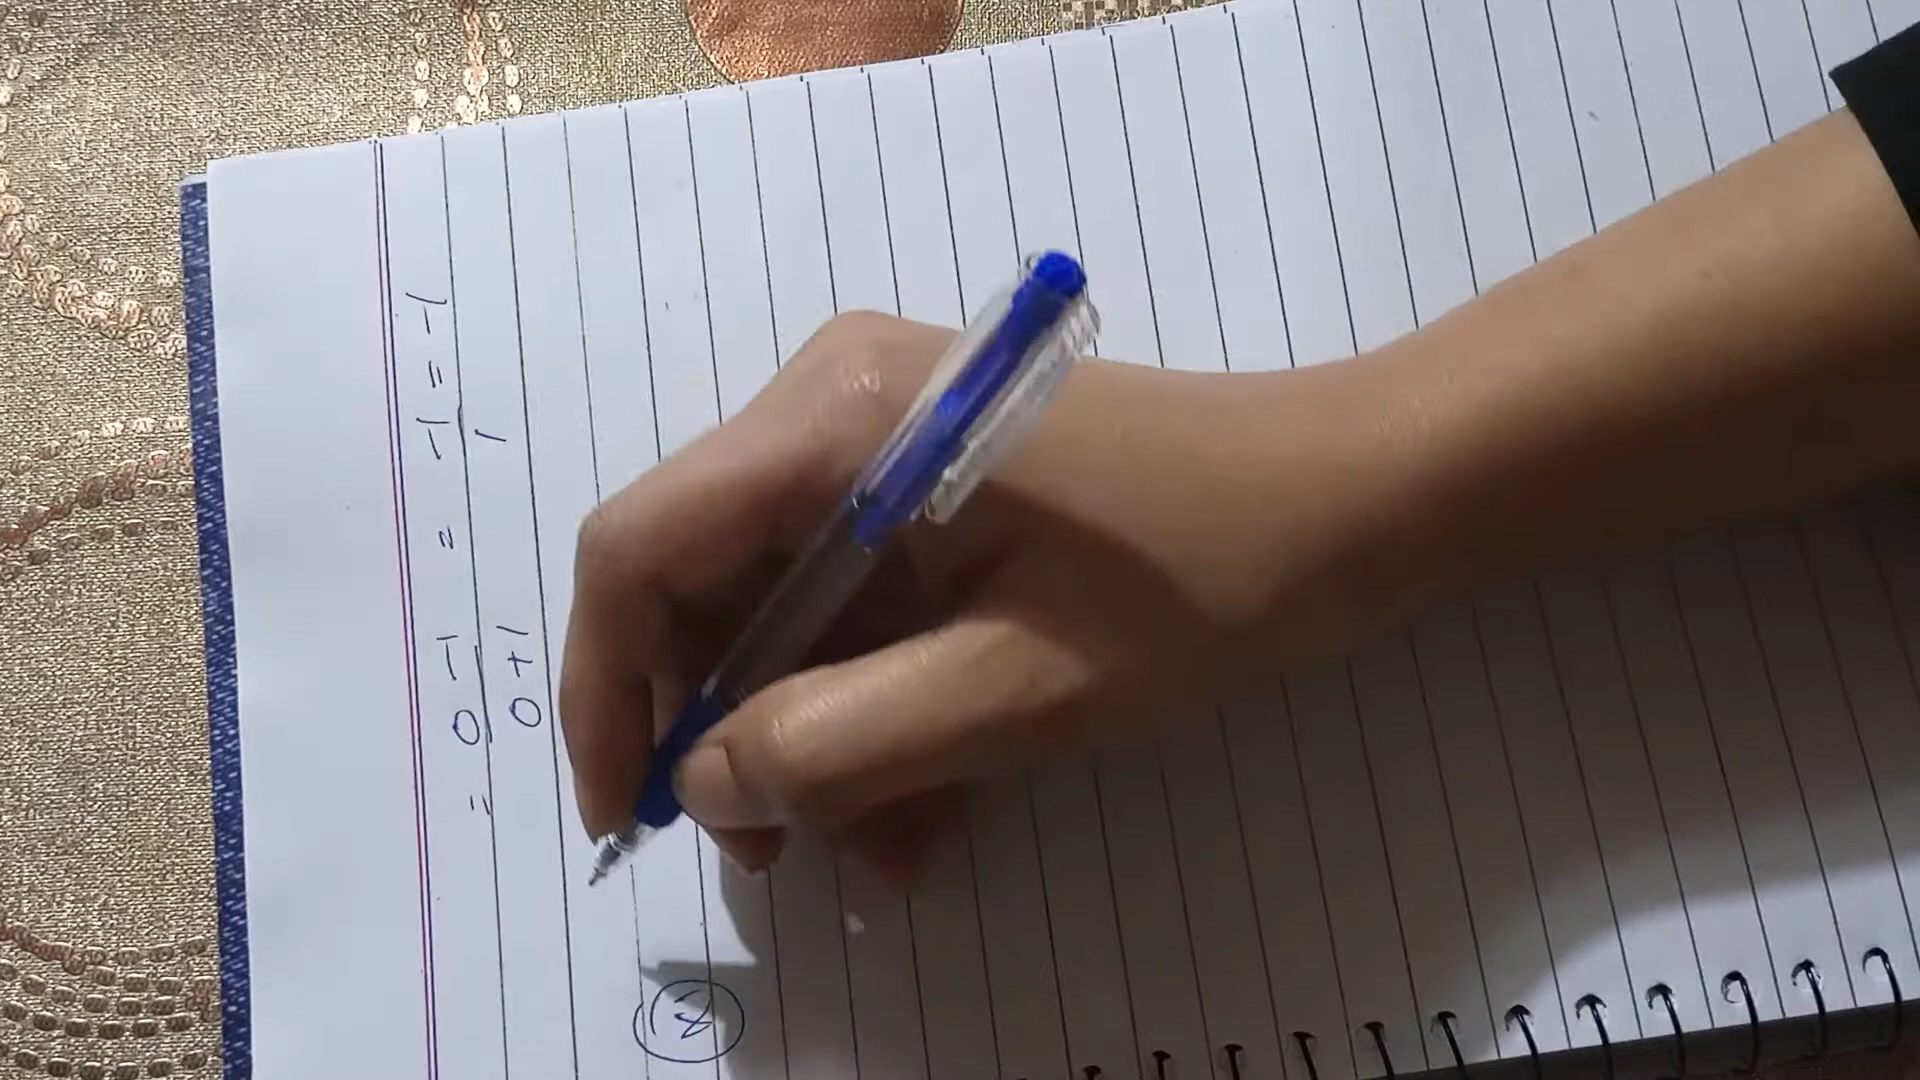 = 0 - 1 / 0 + 1 = -1 / 1 = -1